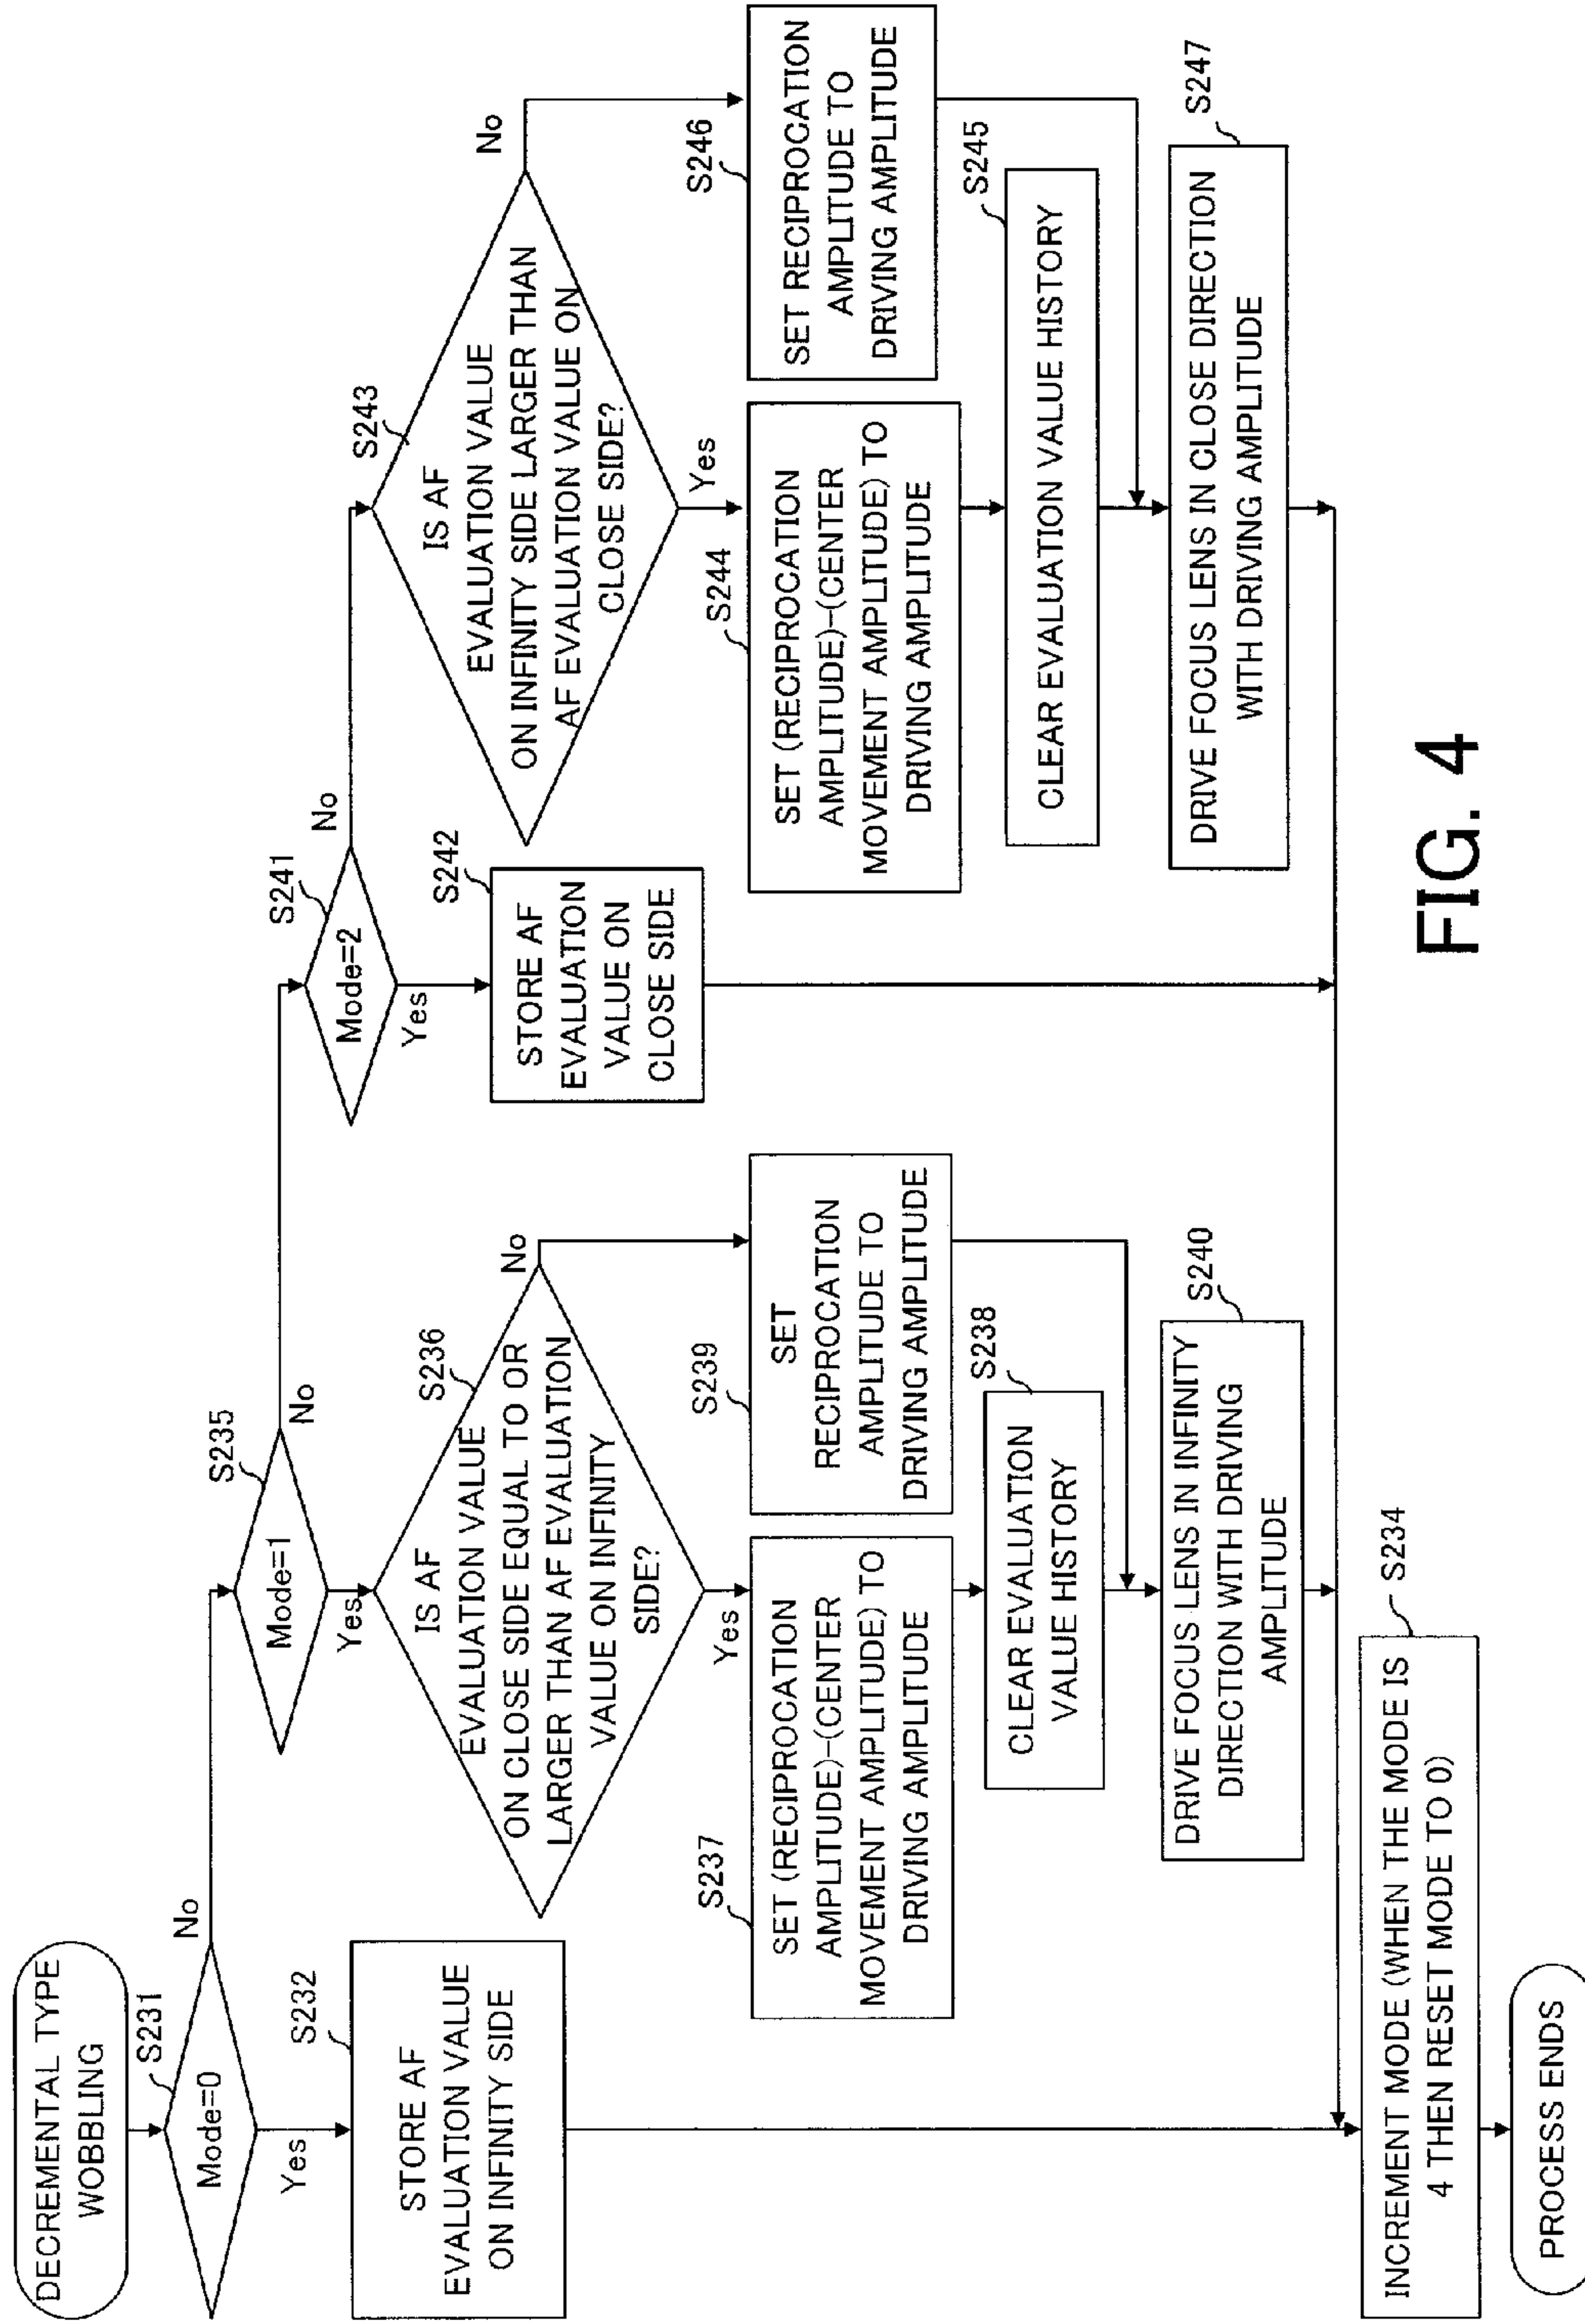 DECREMENTAL TYPE
WOBBLING
S231
Mode=0
No
Yes
S232
STORE AF
EVALUATION VALUE
ON INFINITY SIDE
S235
Mode=1
No
Yes
S236
IS AF
EVALUATION VALUE
ON CLOSE SIDE EQUAL TO OR
LARGER THAN AF EVALUATION
VALUE ON INFINITY
SIDE?
No
Yes
S237
SET (RECIPROCATION
AMPLITUDE)-(CENTER
MOVEMENT AMPLITUDE) TO
DRIVING AMPLITUDE
S239
SET
RECIPROCATION
AMPLITUDE TO
DRIVING AMPLITUDE
S238
CLEAR EVALUATION
VALUE HISTORY
S240
DRIVE FOCUS LENS IN INFINITY
DIRECTION WITH DRIVING
AMPLITUDE
S241
Mode=2
No
Yes
S242
STORE AF
EVALUATION
VALUE ON
CLOSE SIDE
S243
IS AF
EVALUATION VALUE
ON INFINITY SIDE LARGER THAN
AF EVALUATION VALUE ON
CLOSE SIDE?
No
Yes
S244
SET (RECIPROCATION
AMPLITUDE)-(CENTER
MOVEMENT AMPLITUDE) TO
DRIVING AMPLITUDE
S246
SET RECIPROCATION
AMPLITUDE TO
DRIVING AMPLITUDE
S245
CLEAR EVALUATION VALUE HISTORY
S247
DRIVE FOCUS LENS IN CLOSE DIRECTION
WITH DRIVING AMPLITUDE
S234
INCREMENT MODE (WHEN THE MODE IS
4 THEN RESET MODE TO 0)
PROCESS ENDS
FIG. 4